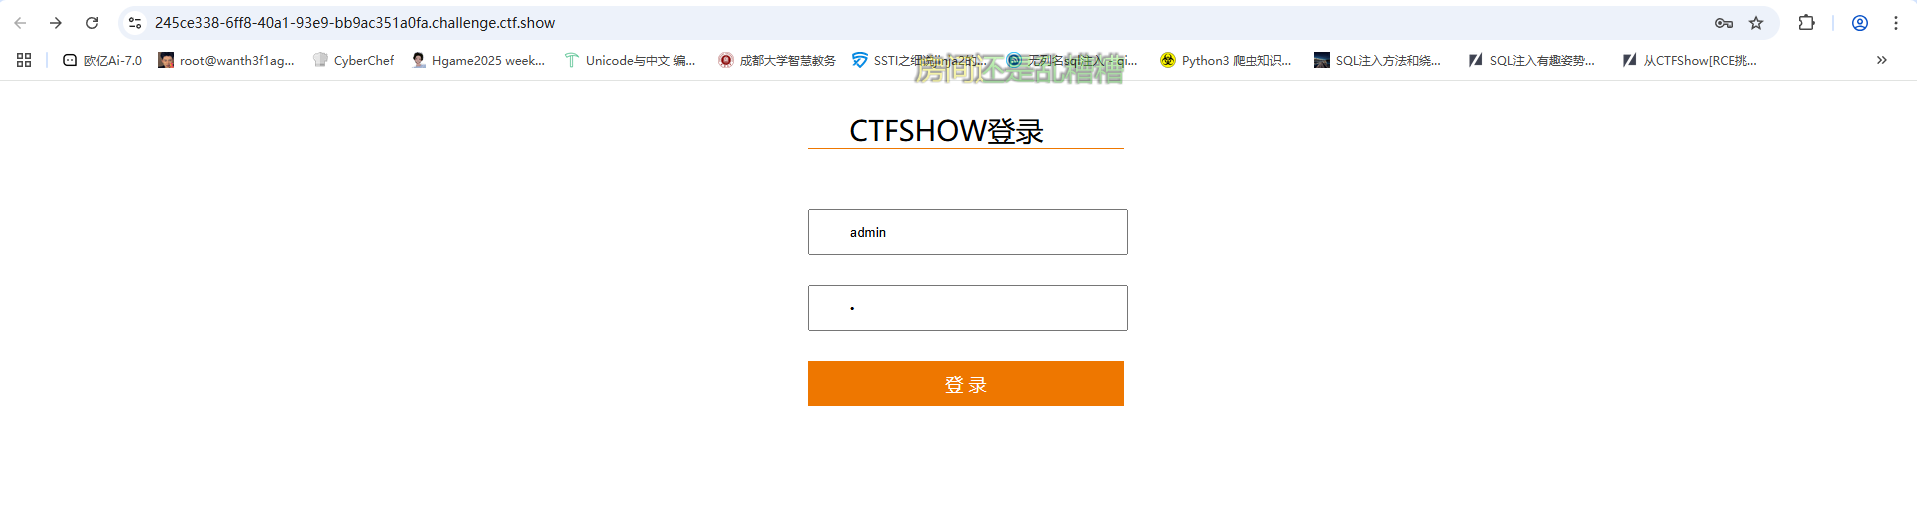 245ce338-6ff8-40a1-93e9-bb9ac351a0fa.challenge.ctf.show
欧亿Ai-7.0 root@wanth3f1ag... CyberChef Hgame2025 week... Unicode与中文 编... 成都大学智慧教务 SSTI之细说jinja2的... 无列名sql注入 - qi... Python3 爬虫知识... SQL注入方法和绕... SQL注入有趣姿势... 从CTFShow[RCE挑...
房间还是乱糟糟
CTFSHOW登录
admin
登 录